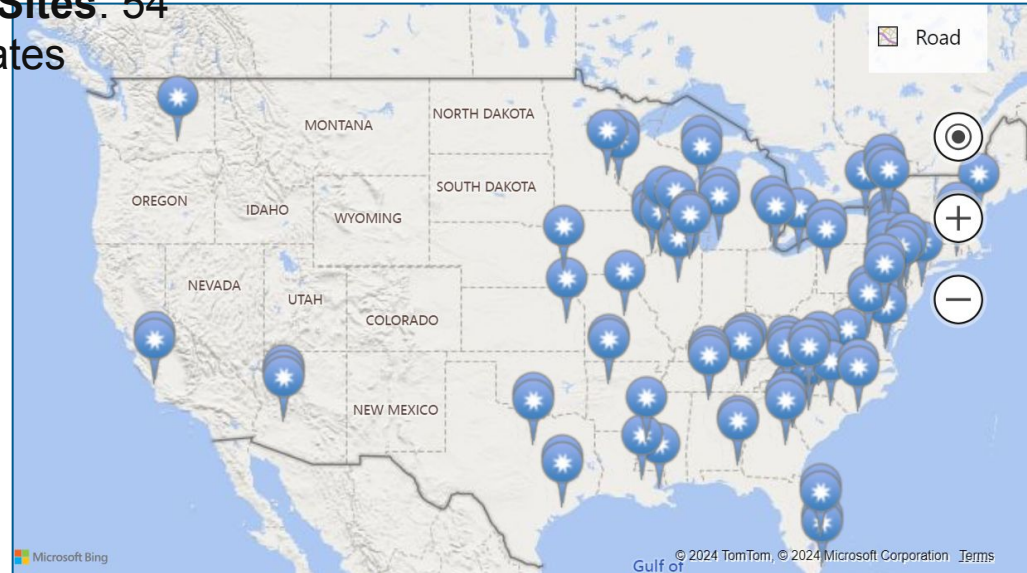 Sites: 54
ates
Road
MONTANA
NORTH DAKOTA
OREGON
IDAHO
SOUTH DAKOTA
WYOMING
NEVADA
UTAH
COLORADO
NEW MEXICO
Microsoft Bing
Gulf of
© 2024 TomTom, © 2024 Microsoft Corporation Terms